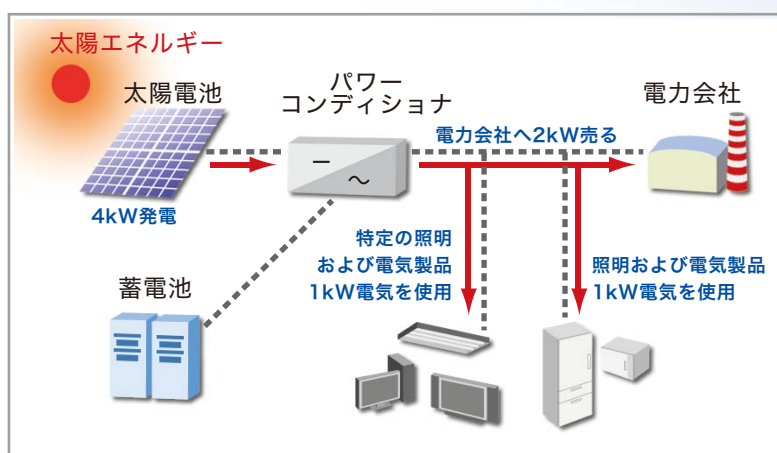 太陽エネルギー
太陽電池
パワー
コンディショナ
電力会社
電力会社へ2kW売る
4kW発電
特定の照明
および電気製品
1kW電気を使用
照明および電気製品
1kW電気を使用
蓄電池